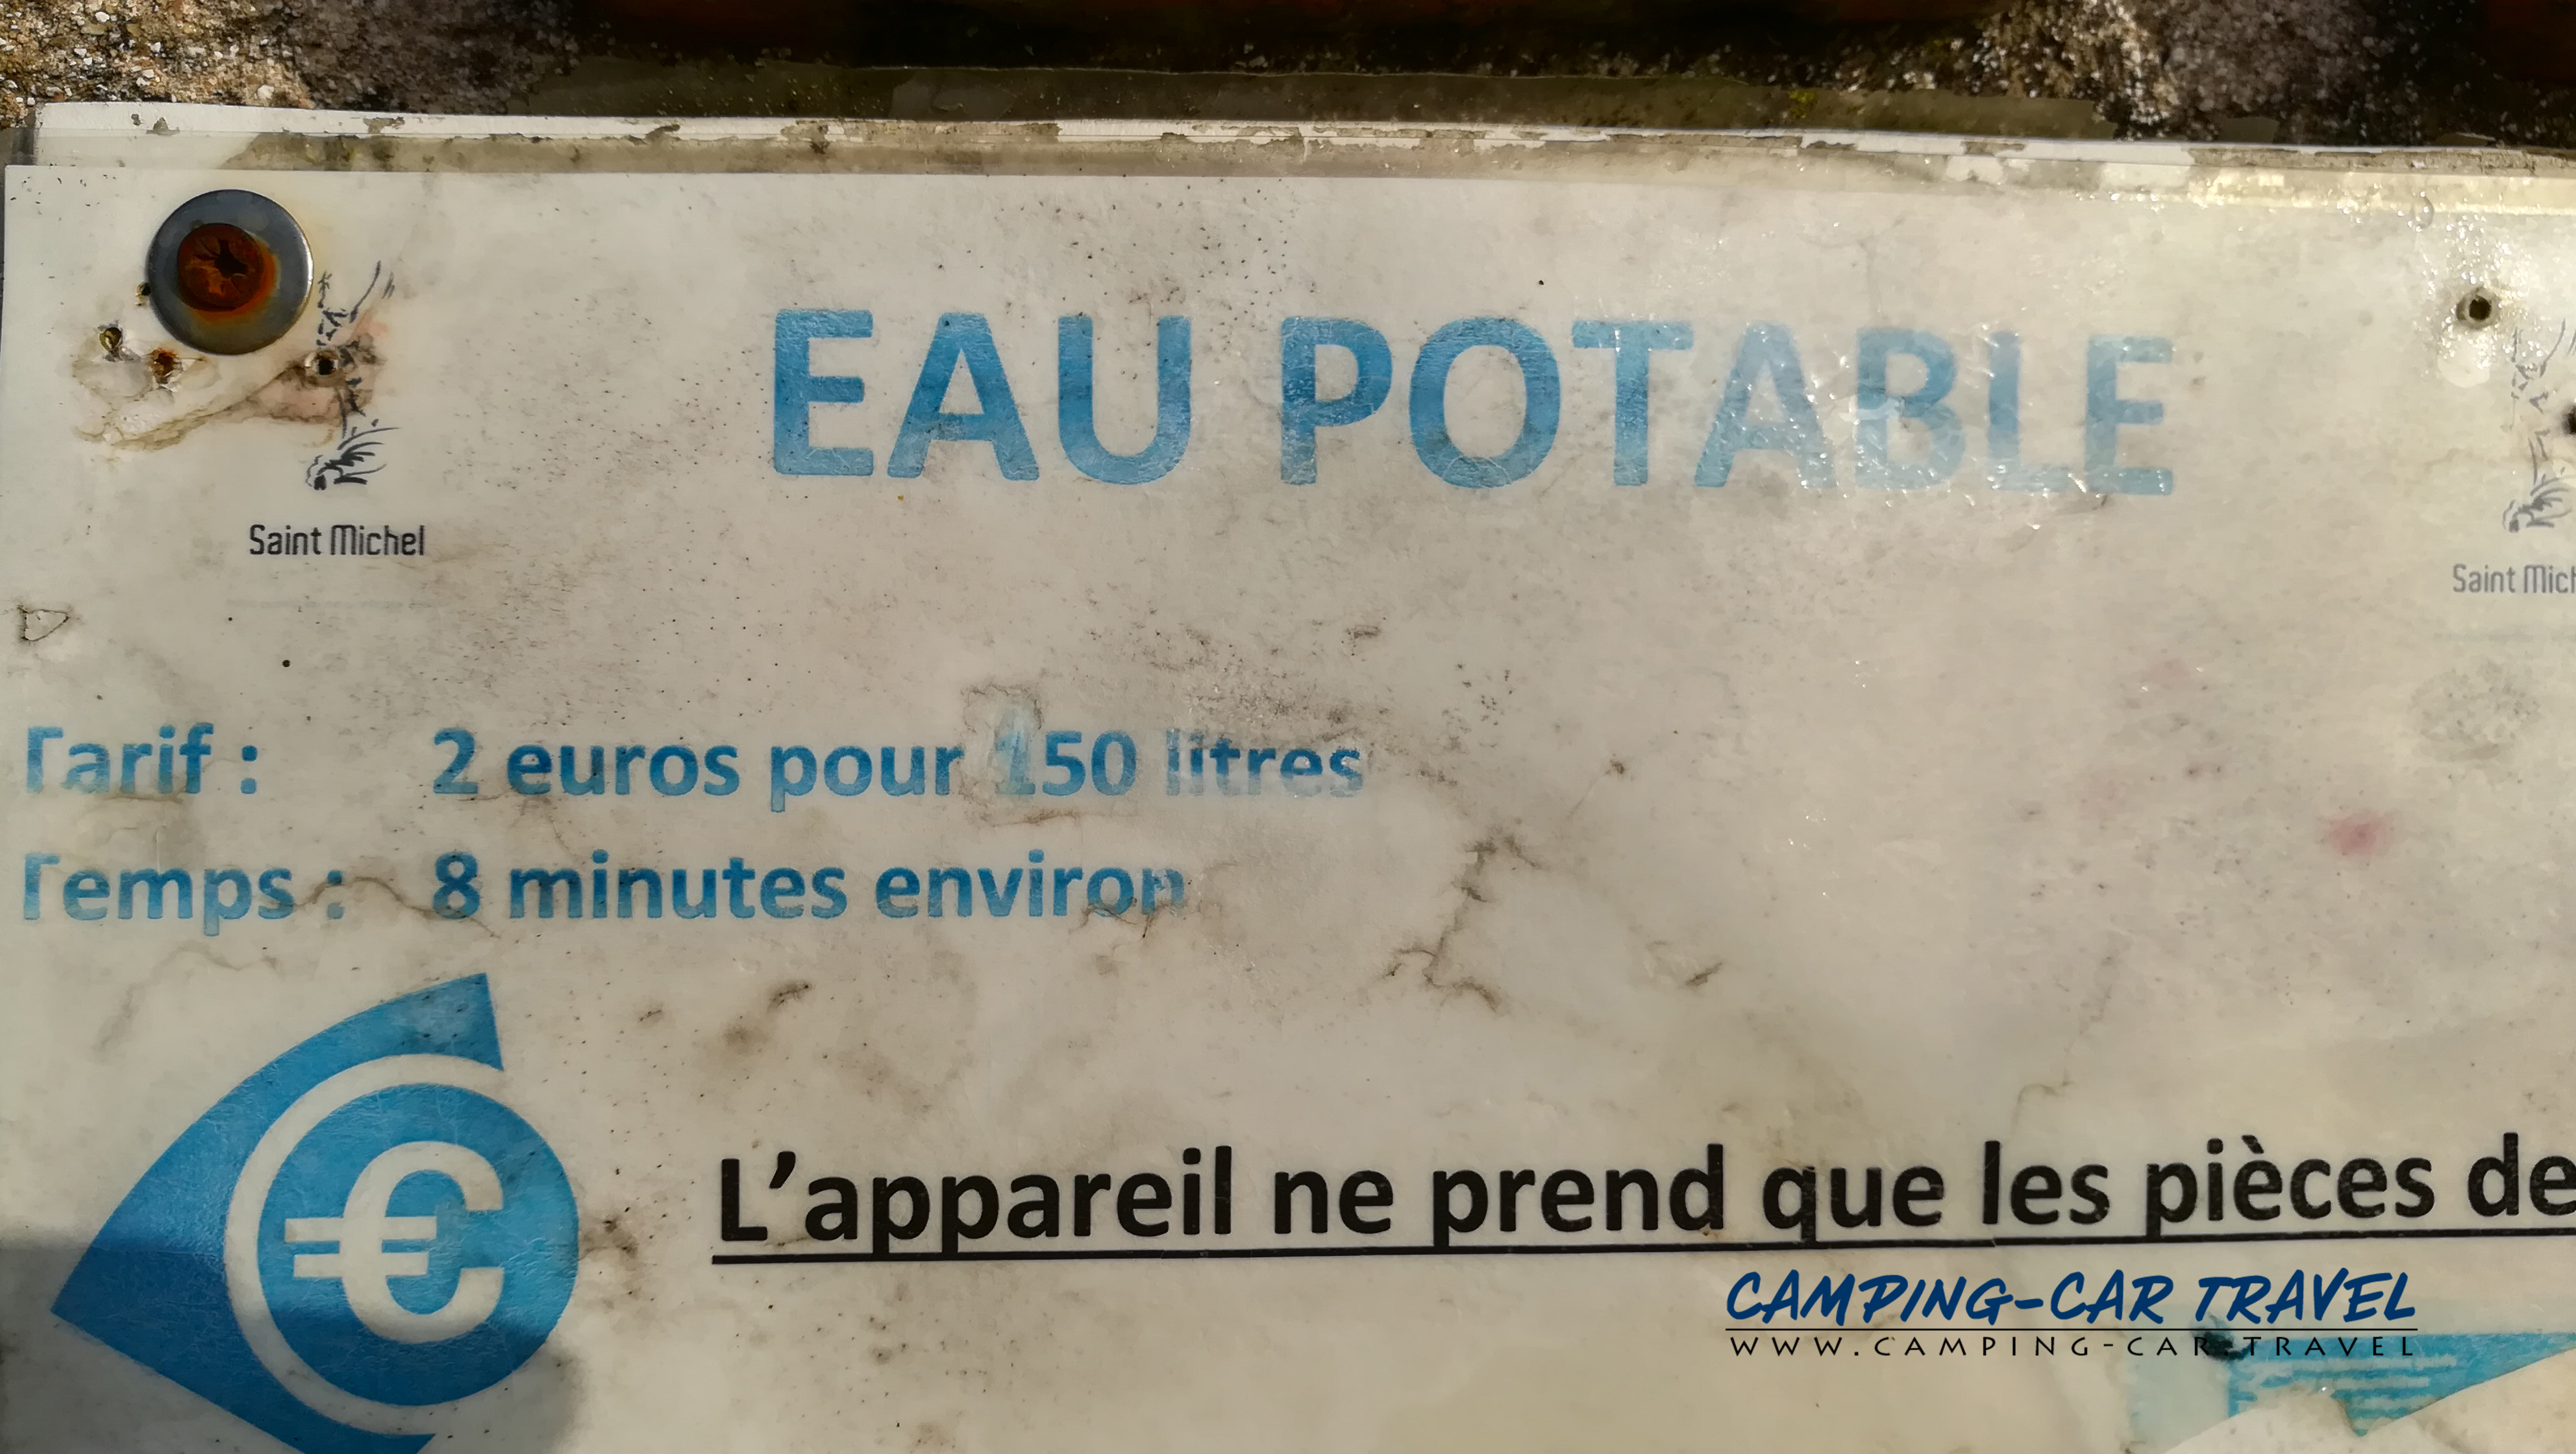 EAU POTABLE
Saint Michel
Saint Mich
Tarif : 2 euros pour 150 litres
Temps : 8 minutes environ
€
L’appareil ne prend que les pièces de
CAMPING-CAR TRAVEL
WWW.CAMPING-CAR.TRAVEL